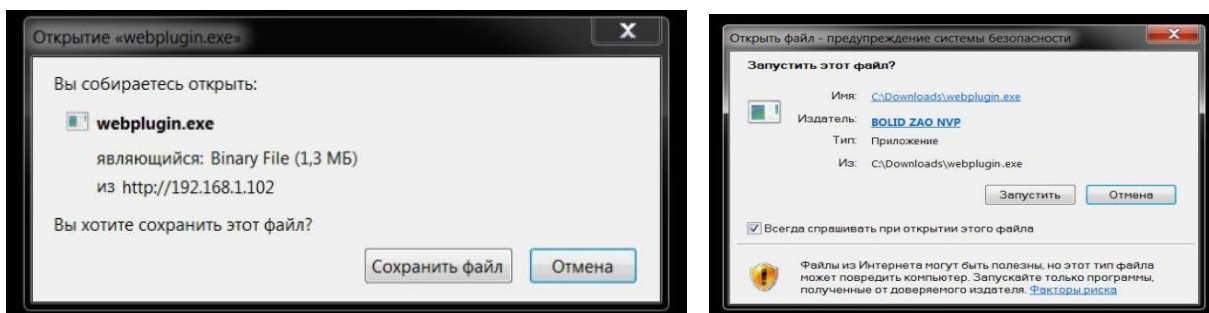 Открытие «webplugin.exe»
X
Вы собираетесь открыть:
webplugin.exe
являющийся: Binary File (1,3 МБ)
из http://192.168.1.102
Вы хотите сохранить этот файл?
Сохранить файл
Отмена
Открыть файл - предупреждение системы безопасности
X
Запустить этот файл?
Имя: C:\Downloads\webplugin.exe
Издатель: BOLID ZAO NVP
Тип: Приложение
Из: C:\Downloads\webplugin.exe
Запустить
Отмена
Всегда спрашивать при открытии этого файла
Файлы из Интернета могут быть полезны, но этот тип файла
может повредить компьютер. Запускайте только программы,
полученные от доверяемого издателя. Факторы риска